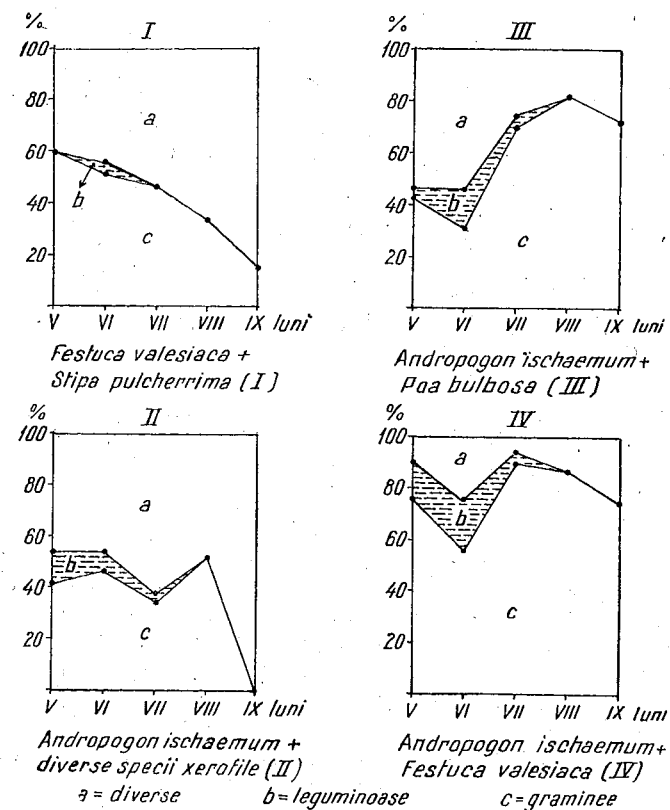 %
I
100
80
60
40
20
a
b
c
V VI VII VIII IX luni
Festuca valesiaca +
Stipa pulcherrima (I)
%
III
100
80
60
40
20
a
b
c
V VI VII VIII IX luni
Andropogon ischaemum+
Poa bulbosa (III)
%
II
100
80
60
40
20
a
b
c
V VI VII VIII IX luni
Andropogon ischaemum +
diverse specii xerofile (II)
%
IV
100
80
60
40
20
a
b
c
V VI VII VIII IX luni
Andropogon ischaemum+
Festuca valesiaca (IV)
a = diverse b = leguminoase c = graminee